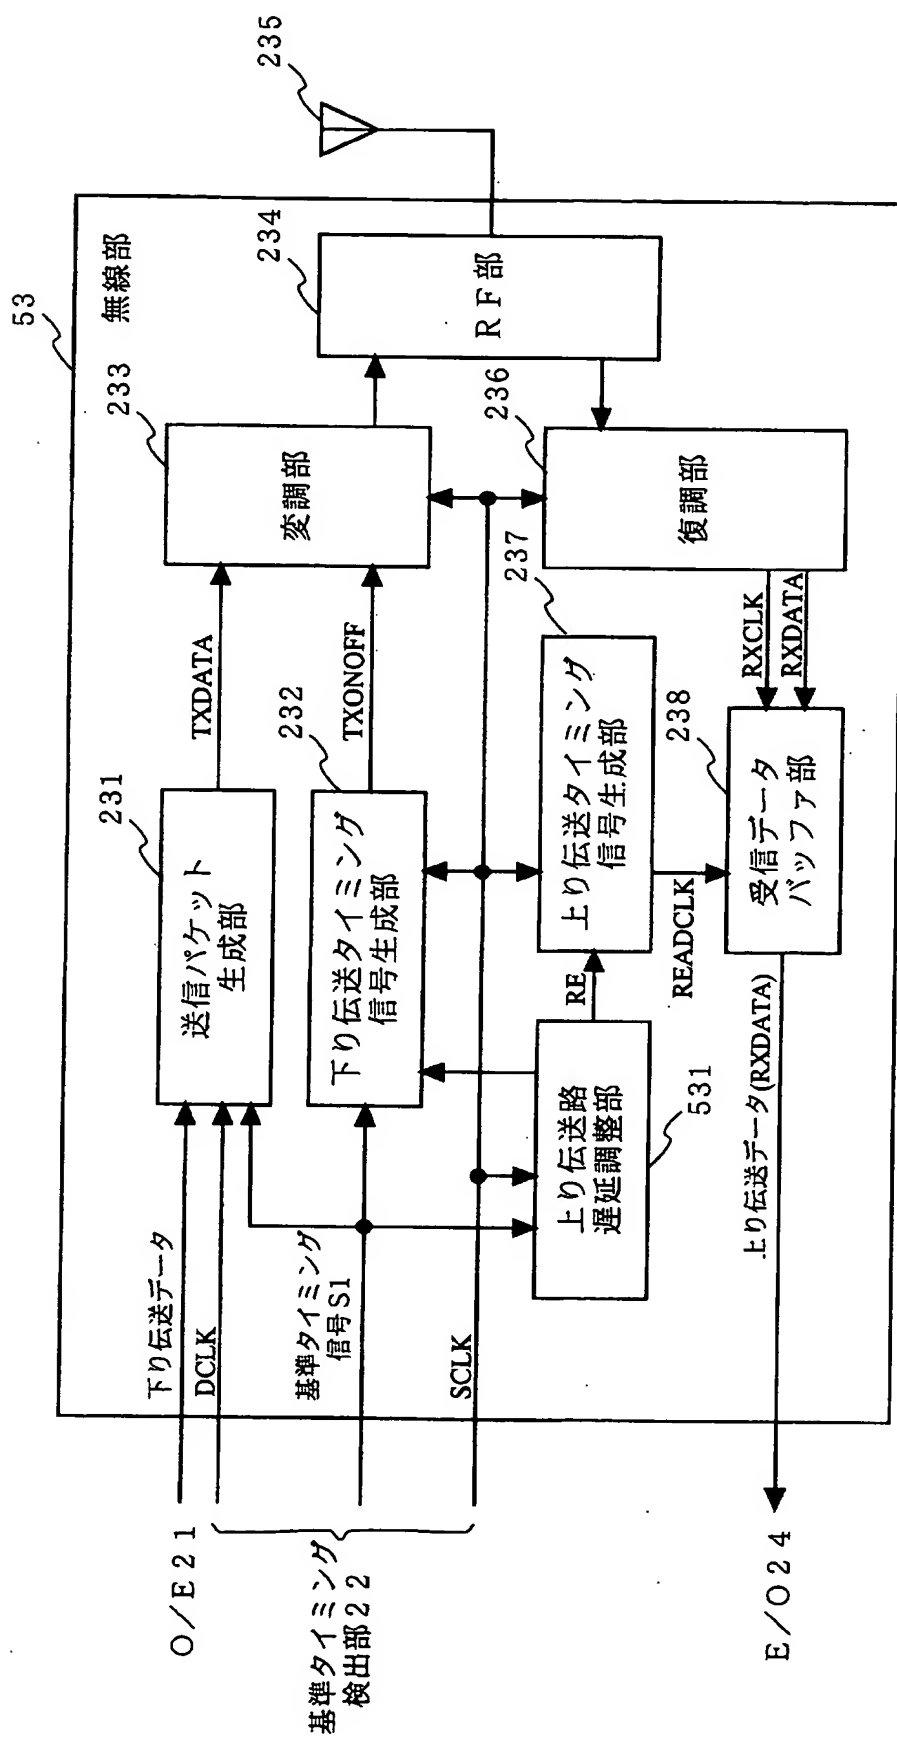 53
無線部
O/E21
下り伝送データ
DCLK
基準タイミング
検出部22
基準タイミング
信号S1
SCLK
231
送信パケット
生成部
TXDATA
232
下り伝送タイミング
信号生成部
TXONOFF
233
変調部
234
RF部
235
236
復調部
237
上り伝送タイミング
信号生成部
RE
上り伝送路
遅延調整部
531
READCLK
RXCLK
RXDATA
238
受信データ
バッファ部
上り伝送データ(RXDATA)
E/O24